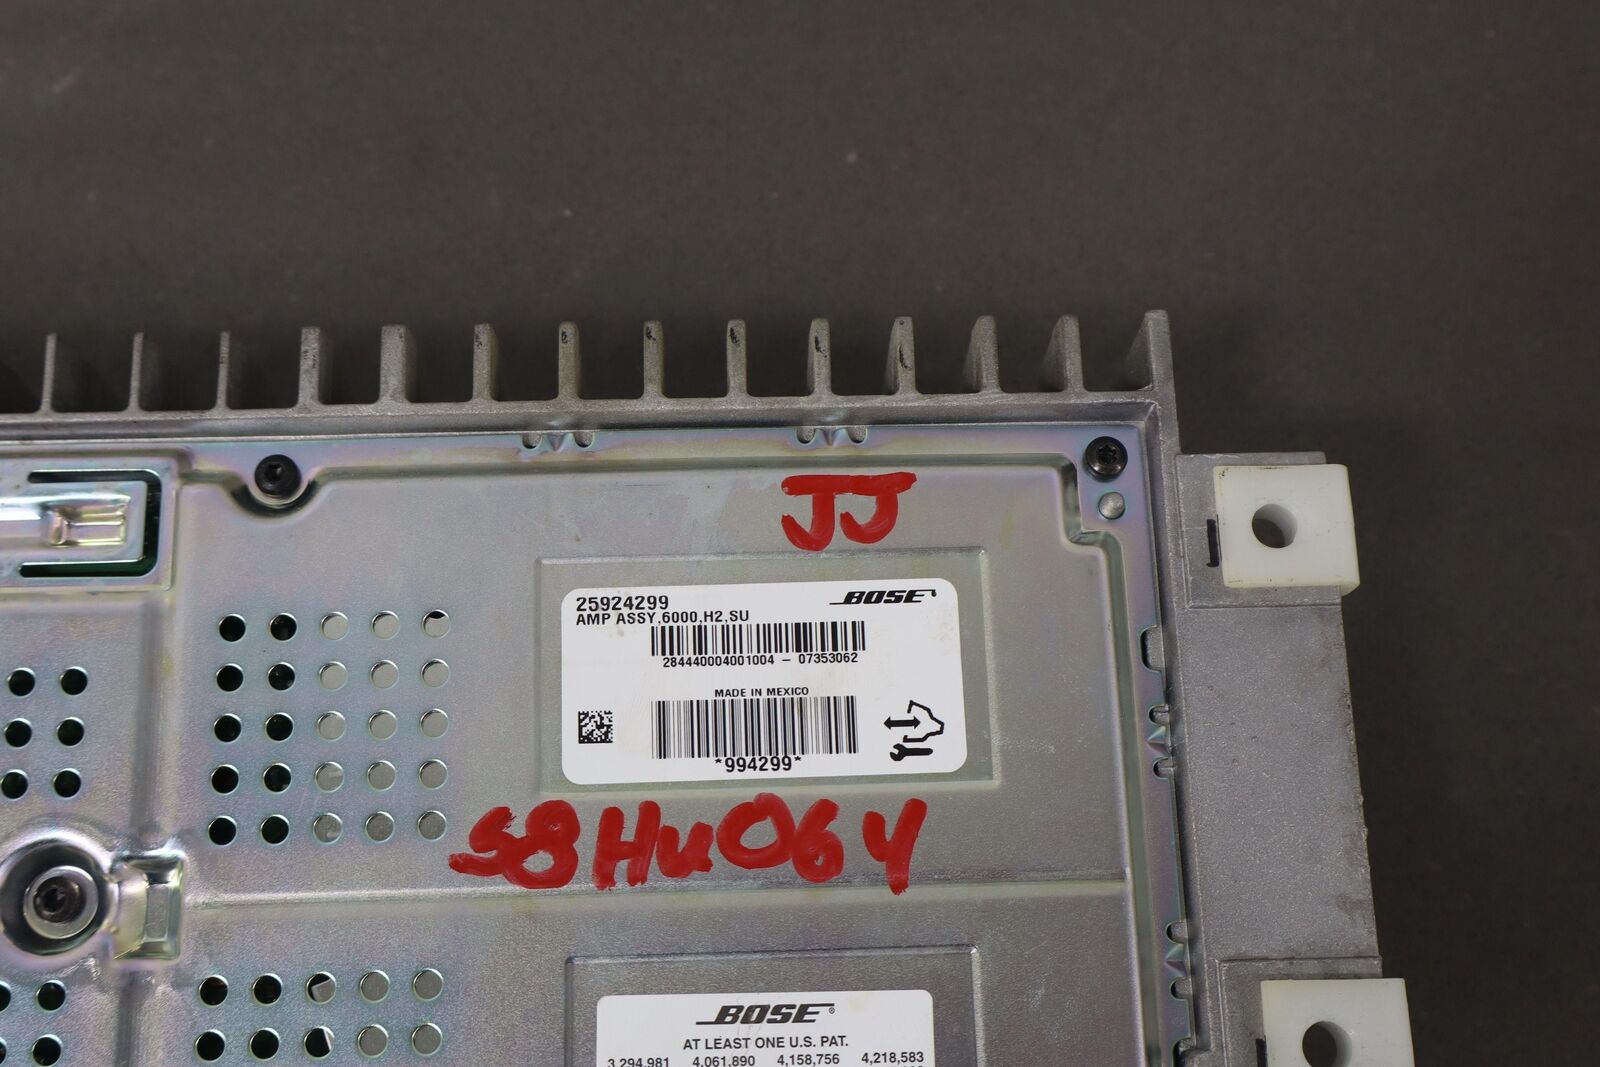 JJ
25924299
BOSE
AMP ASSY,6000,H2,SU
284440004001004 - 07353062
MADE IN MEXICO
*994299*
S8Hu06Y
BOSE®
AT LEAST ONE U.S. PAT.
3,294,981 4,061,890 4,158,756 4,218,583